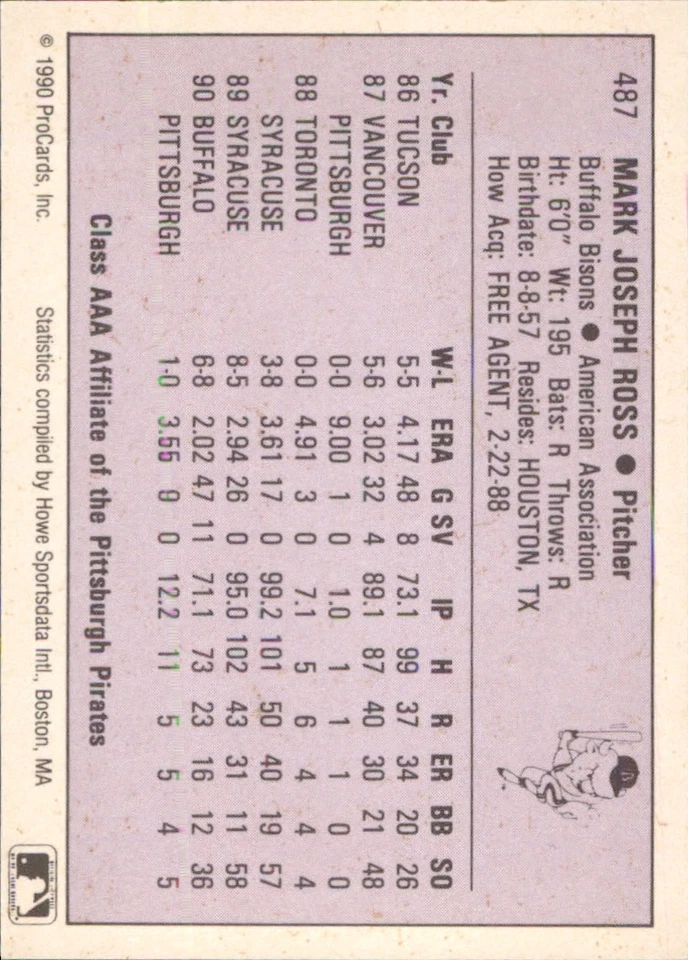 487 MARK JOSEPH ROSS ● Pitcher
Buffalo Bisons ● American Association
Ht: 6'0" Wt: 195 Bats: R Throws: R
Birthdate: 8-8-57 Resides: HOUSTON, TX
How Acq: FREE AGENT, 2-22-88
Yr. Club W-L ERA G SV IP H R ER BB SO
86 TUCSON 5-5 4.17 48 8 73.1 99 37 34 20 26
87 VANCOUVER 5-6 3.02 32 4 89.1 87 40 30 21 48
PITTSBURGH 0-0 9.00 1 0 1.0 1 1 1 0 0
88 TORONTO 0-0 4.91 3 0 7.1 5 6 4 4 4
SYRACUSE 3-8 3.61 17 0 99.2 101 50 40 19 57
89 SYRACUSE 8-5 2.94 26 0 95.0 102 43 31 11 58
90 BUFFALO 6-8 2.02 47 11 71.1 73 23 16 12 36
PITTSBURGH 1-0 3.55 9 0 12.2 11 5 5 4 5
Class AAA Affiliate of the Pittsburgh Pirates
© 1990 ProCards, Inc. Statistics compiled by Howe Sportsdata Intl., Boston, MA